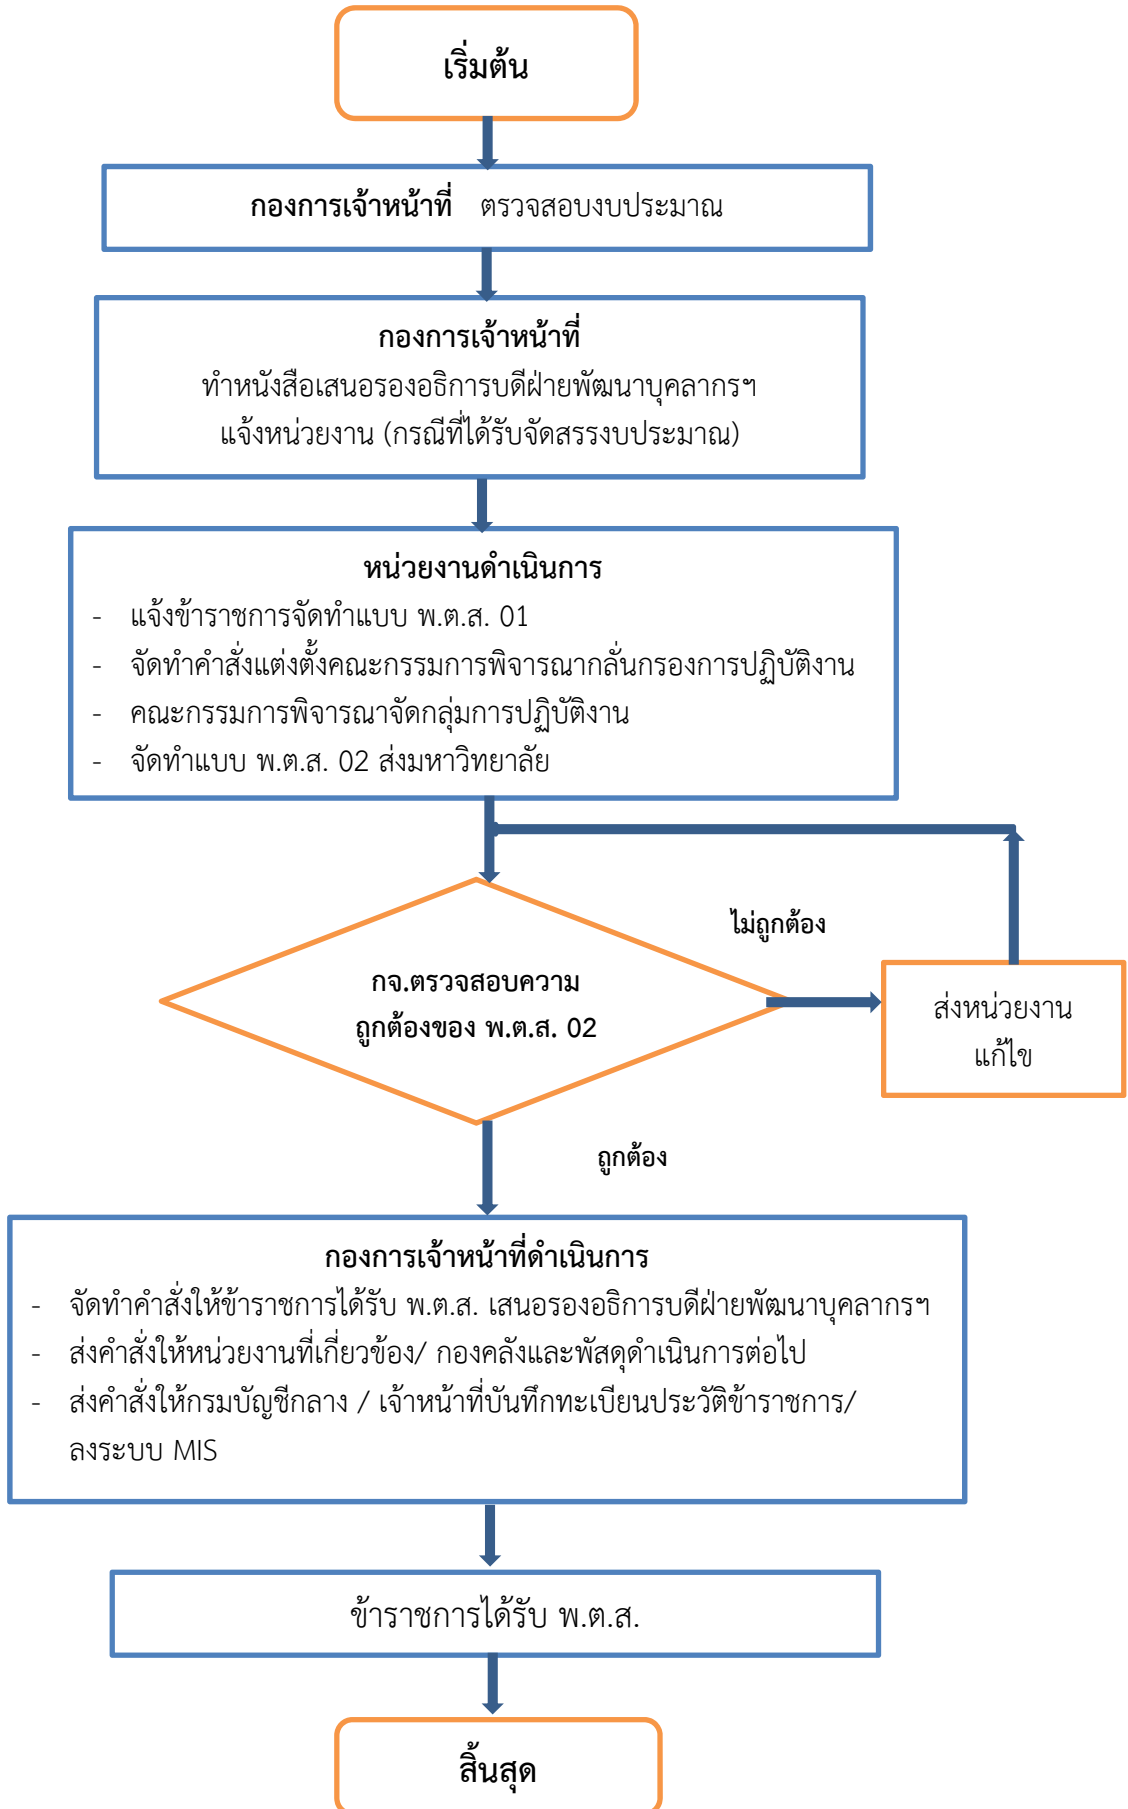 เริ่มต้น
กองการเจ้าหน้าที่ ตรวจสอบงบประมาณ
กองการเจ้าหน้าที่
ทำหนังสือเสนอรองอธิการบดีฝ่ายพัฒนาบุคลากรฯ
แจ้งหน่วยงาน (กรณีที่ได้รับจัดสรรงบประมาณ)
หน่วยงานดำเนินการ
- แจ้งข้าราชการจัดทำแบบ พ.ต.ส. 01
- จัดทำคำสั่งแต่งตั้งคณะกรรมการพิจารณากลั่นกรองการปฏิบัติงาน
- คณะกรรมการพิจารณาจัดกลุ่มการปฏิบัติงาน
- จัดทำแบบ พ.ต.ส. 02 ส่งมหาวิทยาลัย
ไม่ถูกต้อง
กจ.ตรวจสอบความ
ถูกต้องของ พ.ต.ส. 02
ส่งหน่วยงาน
แก้ไข
ถูกต้อง
กองการเจ้าหน้าที่ดำเนินการ
- จัดทำคำสั่งให้ข้าราชการได้รับ พ.ต.ส. เสนอรองอธิการบดีฝ่ายพัฒนาบุคลากรฯ
- ส่งคำสั่งให้หน่วยงานที่เกี่ยวข้อง/ กองคลังและพัสดุดำเนินการต่อไป
- ส่งคำสั่งให้กรมบัญชีกลาง / เจ้าหน้าที่บันทึกทะเบียนประวัติข้าราชการ/
ลงระบบ MIS
ข้าราชการได้รับ พ.ต.ส.
สิ้นสุด